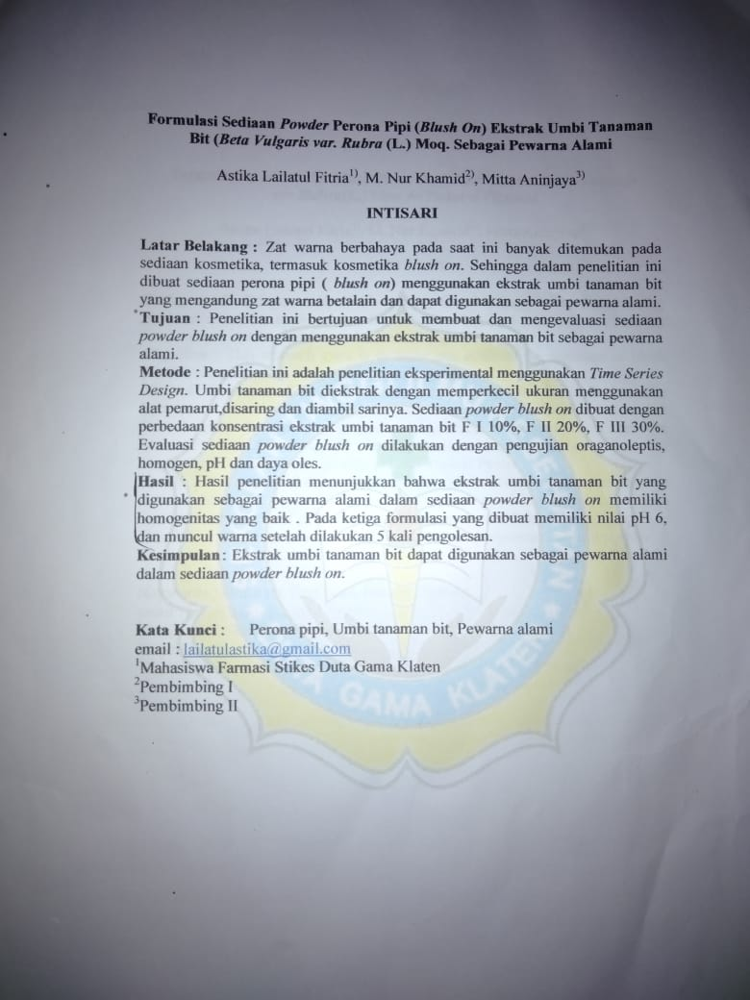 Formulasi Sediaan Powder Perona Pipi (Blush On) Ekstrak Umbi Tanaman
Bit (Beta Vulgaris var. Rubra (L.) Moq. Sebagai Pewarna Alami
Astika Lailatul Fitria1), M. Nur Khamid2), Mitta Aninjaya3)
INTISARI
Latar Belakang : Zat warna berbahaya pada saat ini banyak ditemukan pada
sediaan kosmetika, termasuk kosmetika blush on. Sehingga dalam penelitian ini
dibuat sediaan perona pipi ( blush on) menggunakan ekstrak umbi tanaman bit
yang mengandung zat warna betalain dan dapat digunakan sebagai pewarna alami.
Tujuan : Penelitian ini bertujuan untuk membuat dan mengevaluasi sediaan
powder blush on dengan menggunakan ekstrak umbi tanaman bit sebagai pewarna
alami.
Metode : Penelitian ini adalah penelitian eksperimental menggunakan Time Series
Design. Umbi tanaman bit diekstrak dengan memperkecil ukuran menggunakan
alat pemarut,disaring dan diambil sarinya. Sediaan powder blush on dibuat dengan
perbedaan konsentrasi ekstrak umbi tanaman bit F I 10%, F II 20%, F III 30%.
Evaluasi sediaan powder blush on dilakukan dengan pengujian oraganoleptis,
homogen, pH dan daya oles.
Hasil : Hasil penelitian menunjukkan bahwa ekstrak umbi tanaman bit yang
digunakan sebagai pewarna alami dalam sediaan powder blush on memiliki
homogenitas yang baik . Pada ketiga formulasi yang dibuat memiliki nilai pH 6,
dan muncul warna setelah dilakukan 5 kali pengolesan.
Kesimpulan : Ekstrak umbi tanaman bit dapat digunakan sebagai pewarna alami
dalam sediaan powder blush on.
Kata Kunci : Perona pipi, Umbi tanaman bit, Pewarna alami
email : lailatulastika@gmail.com
1Mahasiswa Farmasi Stikes Duta Gama Klaten
2Pembimbing I
3Pembimbing II
GAMA KLATEN